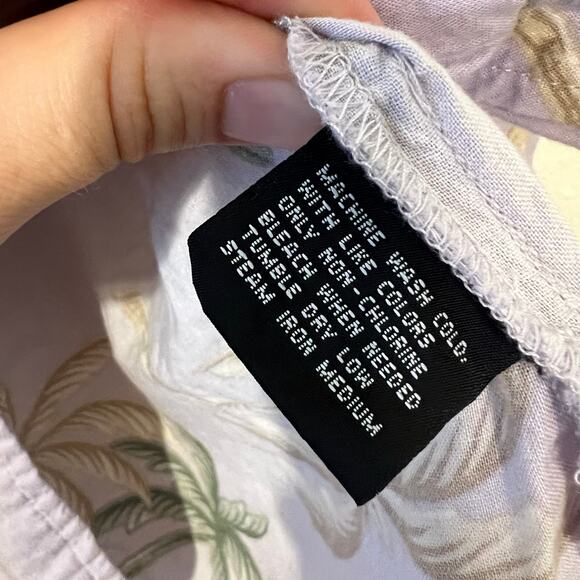 MACHINE WASH COLD.
WITH LIKE COLORS
ONLY NON-CHLORINE
BLEACH WHEN NEEDED
TUMBLE DRY LOW
STEAM IRON MEDIUM